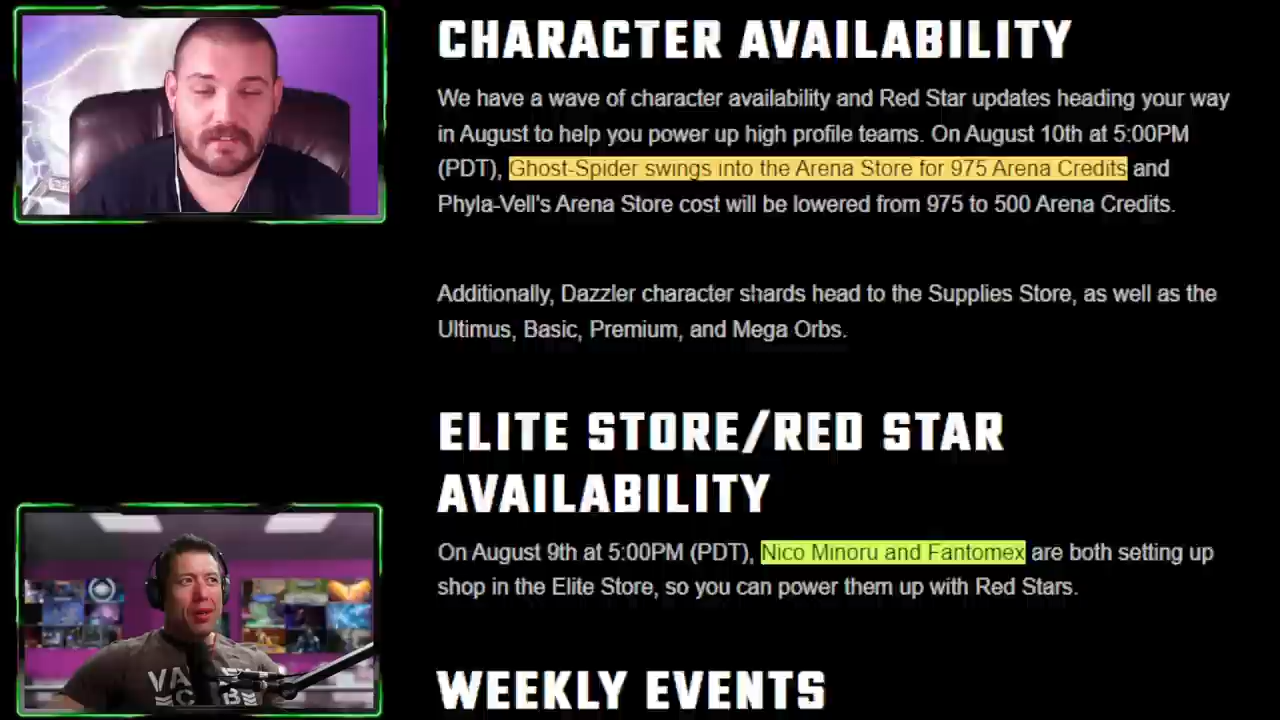 CHARACTER AVAILABILITY
We have a wave of character availability and Red Star updates heading your way
in August to help you power up high profile teams. On August 10th at 5:00PM
(PDT), Ghost-Spider swings into the Arena Store for 975 Arena Credits and
Phyla-Vell's Arena Store cost will be lowered from 975 to 500 Arena Credits.
Additionally, Dazzler character shards head to the Supplies Store, as well as the
Ultimus, Basic, Premium, and Mega Orbs.
ELITE STORE/RED STAR
AVAILABILITY
On August 9th at 5:00PM (PDT), Nico Minoru and Fantomex are both setting up
shop in the Elite Store, so you can power them up with Red Stars.
WEEKLY EVENTS